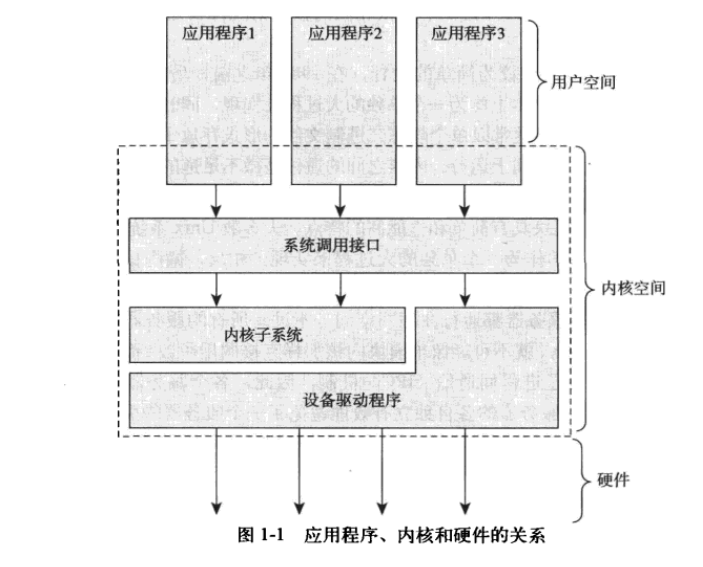 应用程序1
应用程序2
应用程序3
用户空间
系统调用接口
内核空间
内核子系统
设备驱动程序
硬件
图 1-1 应用程序、内核和硬件的关系